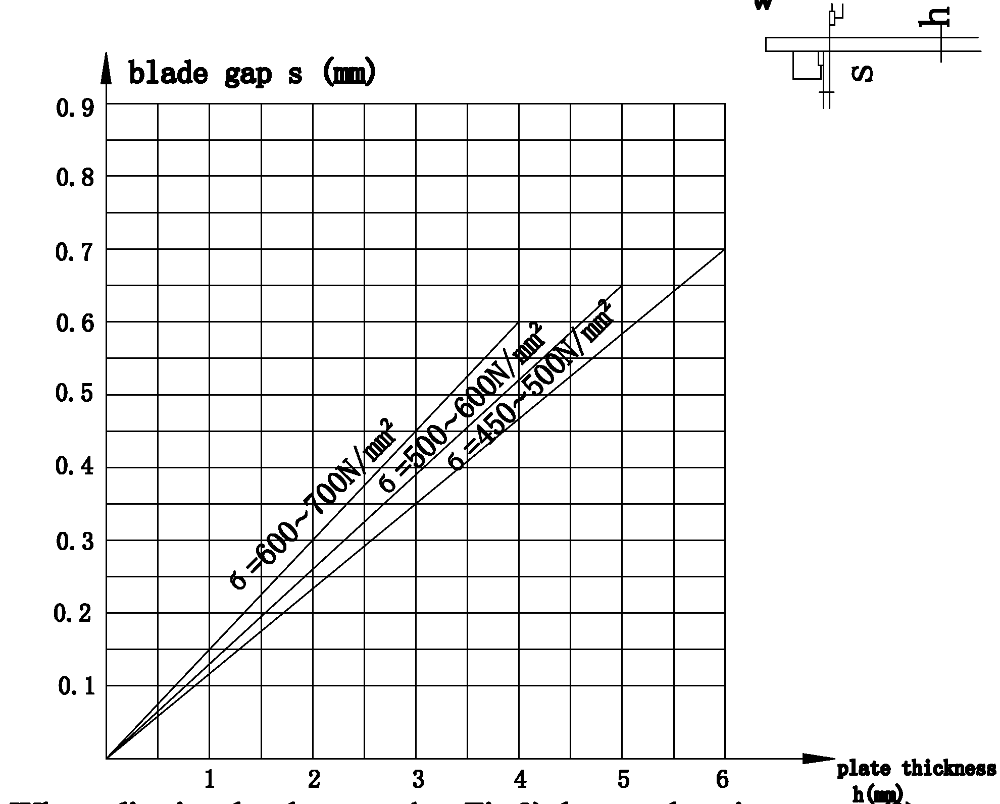 w
h
S
blade gap s (mm)
0.9
0.8
0.7
0.6
0.5
0.4
0.3
0.2
0.1
б=600~700N/mm²
б=500~600N/mm²
б=450~500N/mm²
1 2 3 4 5 6
plate thickness
h(mm)